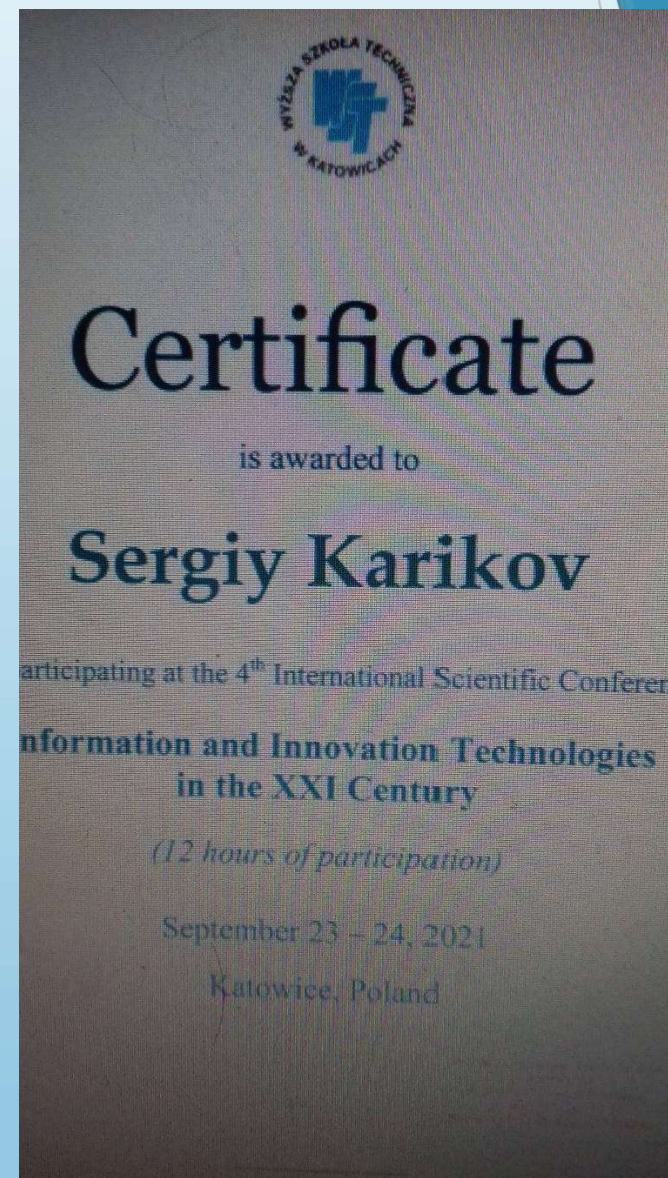 WYŻSZA SZKOŁA TECHNICZNA
W KATOWICACH
WST
Certificate
is awarded to
Sergiy Karikov
articipating at the 4th International Scientific Conferen
nformation and Innovation Technologies
in the XXI Century
(12 hours of participation)
September 23 – 24, 2021
Katowice, Poland